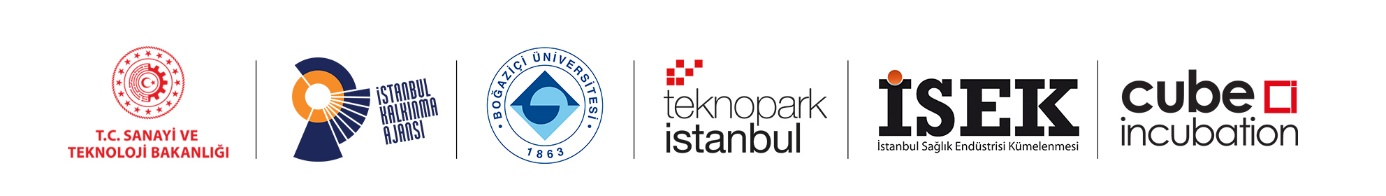 T.C. SANAYİ VE
TEKNOLOJİ BAKANLIĞI
İSTANBUL
KALKINMA
AJANSI
BOĞAZİÇİ ÜNİVERSİTESİ
1863
teknopark
istanbul
İSEK
İstanbul Sağlık Endüstrisi Kümelenmesi
cube
incubation